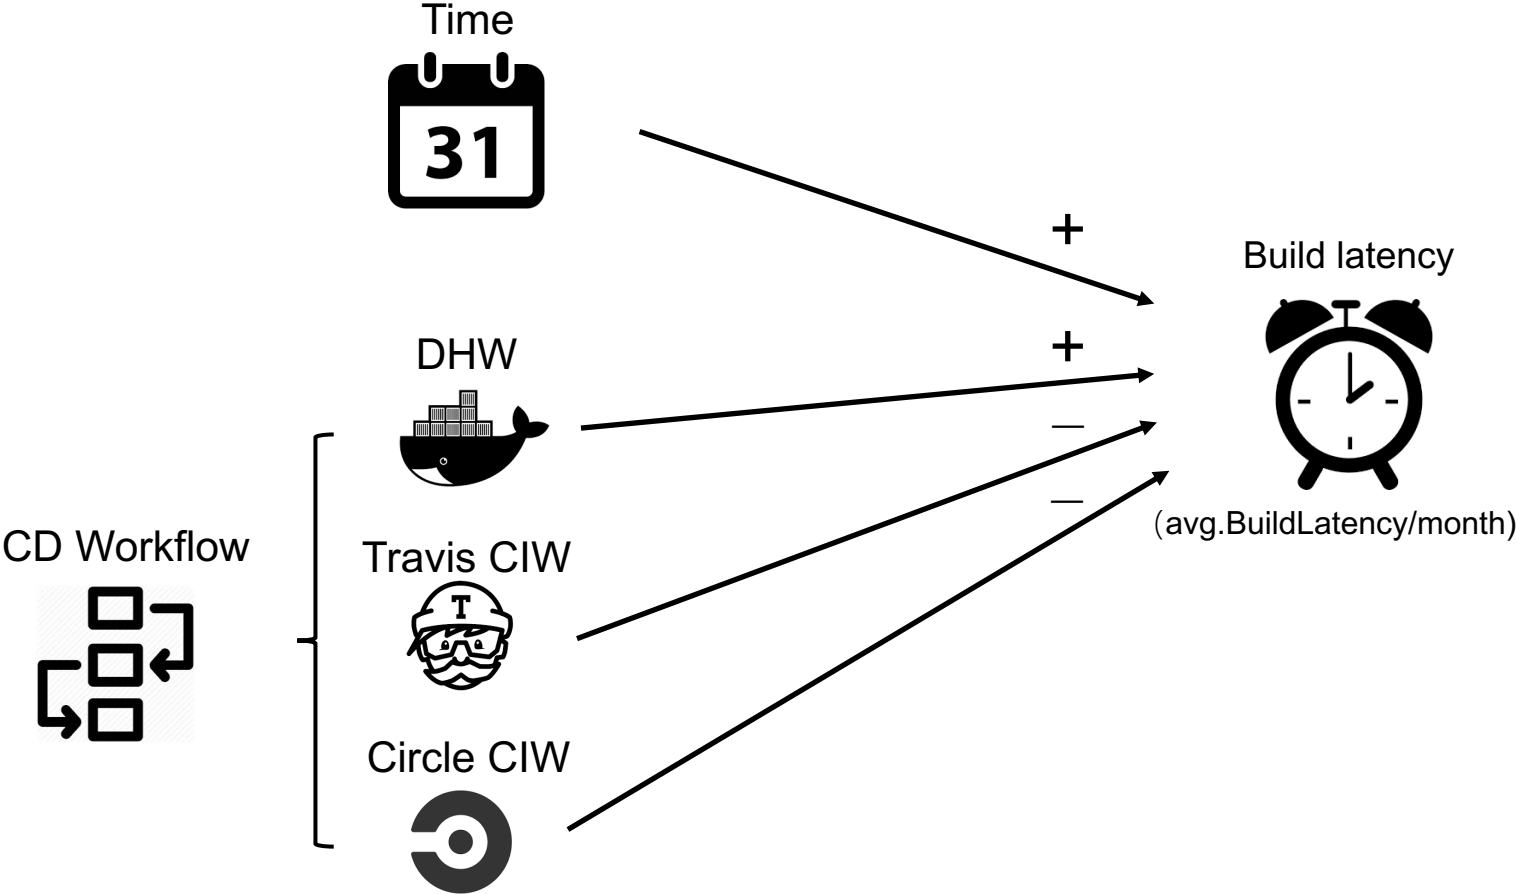 Time
31
+
Build latency
DHW
+
—
Travis CIW
T
—
(avg.BuildLatency/month)
CD Workflow
Circle CIW